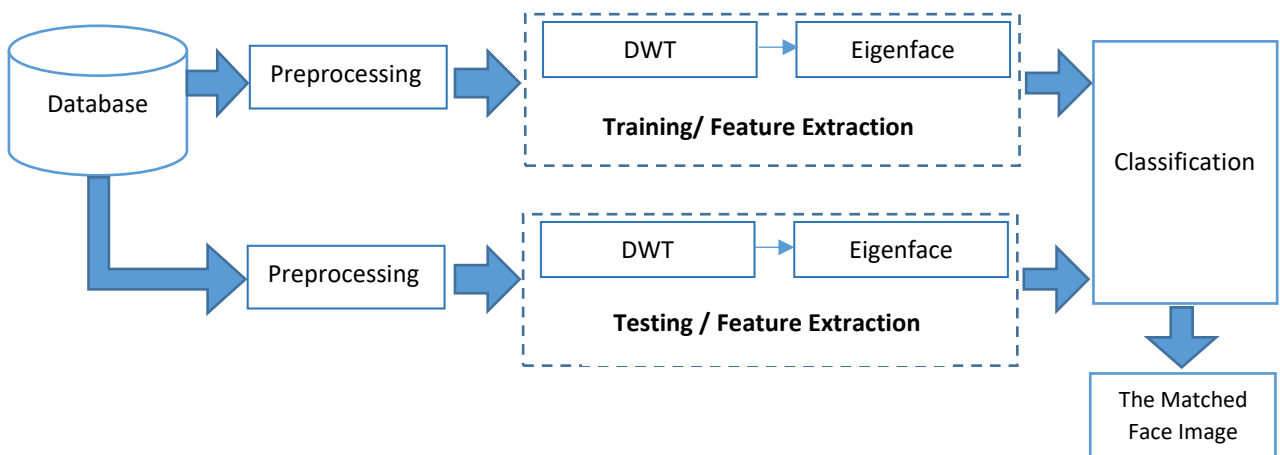 Database
Preprocessing
DWT
Eigenface
Training/ Feature Extraction
Classification
Preprocessing
DWT
Eigenface
Testing / Feature Extraction
The Matched
Face Image